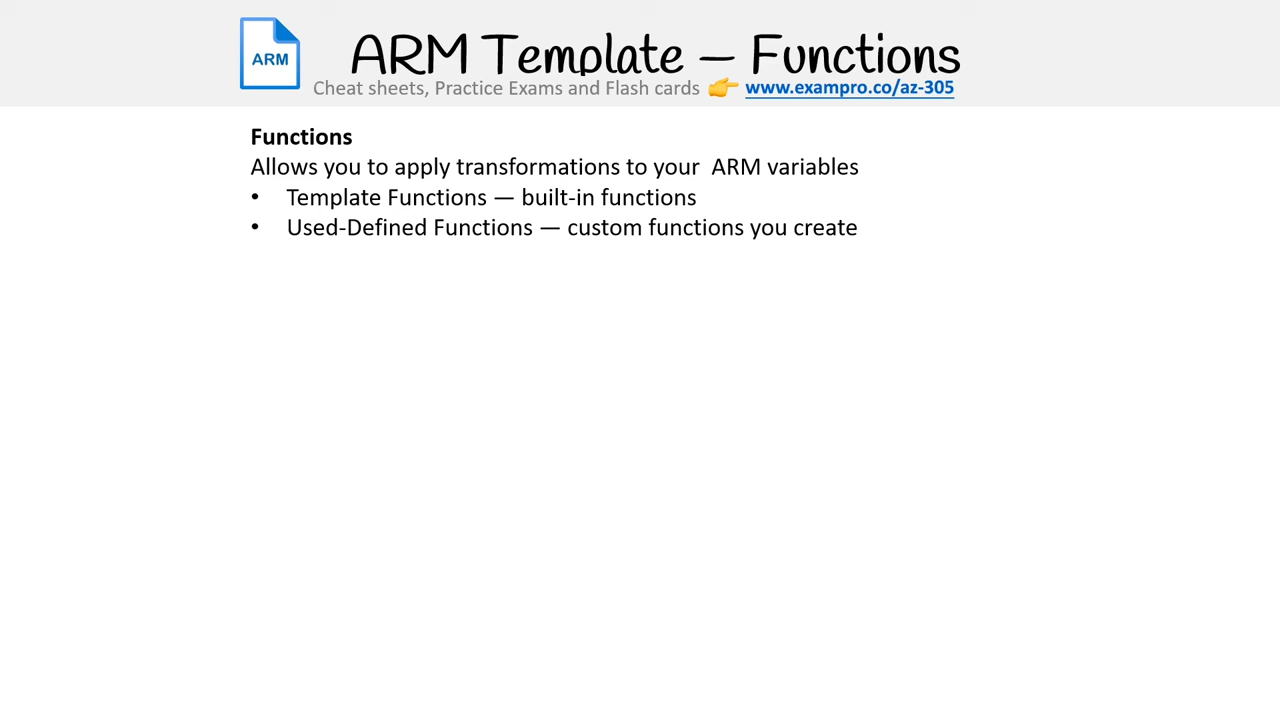 ARM
ARM Template – Functions
Cheat sheets, Practice Exams and Flash cards 👉 www.exampro.co/az-305
Functions
Allows you to apply transformations to your  ARM variables
• Template Functions — built-in functions
• Used-Defined Functions — custom functions you create